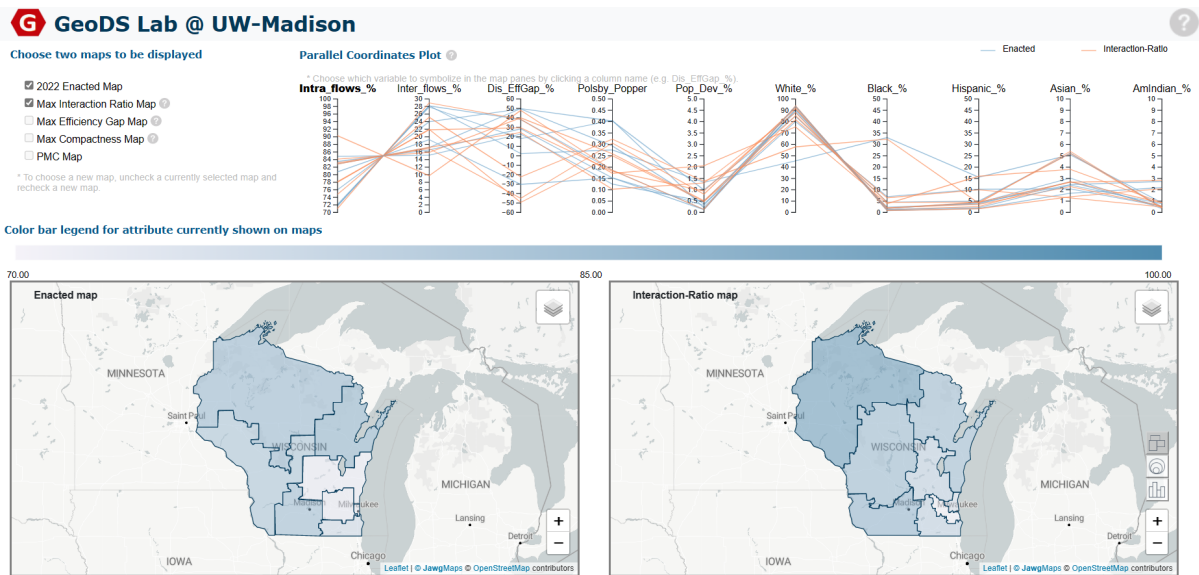 G GeoDS Lab @ UW-Madison
?
Choose two maps to be displayed
2022 Enacted Map
Max Interaction Ratio Map ?
Max Efficiency Gap Map ?
Max Compactness Map ?
PMC Map
* To choose a new map, uncheck a currently selected map and
recheck a new map.
Parallel Coordinates Plot ?
Enacted
Interaction-Ratio
* Choose which variable to symbolize in the map panes by clicking a column name (e.g. Dis_EffGap_%).
Intra_flows_% Inter_flows_% Dis_EffGap_% Polsby_Popper Pop_Dev_% White_% Black_% Hispanic_% Asian_% AmIndian_%
Color bar legend for attribute currently shown on maps
70.00 85.00 100.00
Enacted map
MINNESOTA
Saint Paul
WISCONSIN
Madison
Milwaukee
MICHIGAN
Lansing
Detroit
IOWA
Chicago
+
−
Leaflet | © JawgMaps © OpenStreetMap contributors
Interaction-Ratio map
MINNESOTA
Saint Paul
WISCONSIN
MICHIGAN
Lansing
Detroit
IOWA
Chicago
+
−
Leaflet | © JawgMaps © OpenStreetMap contributors